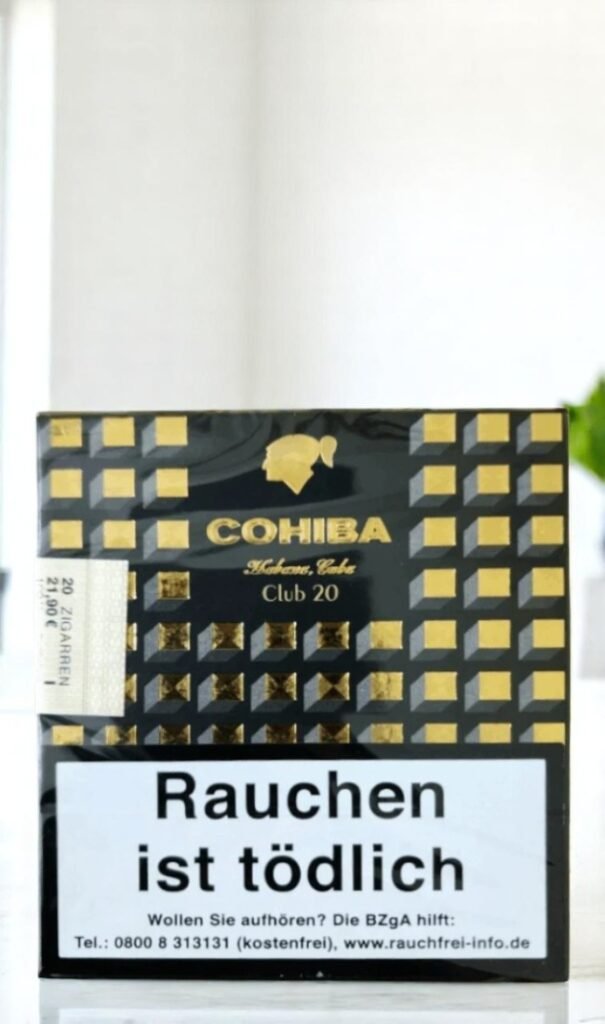 COHIBA
Habana, Cuba
Club 20
20 ZIGARREN
21,90 € I
Rauchen
ist tödlich
Wollen Sie aufhören? Die BZgA hilft:
Tel.: 0800 8 313131 (kostenfrei), www.rauchfrei-info.de